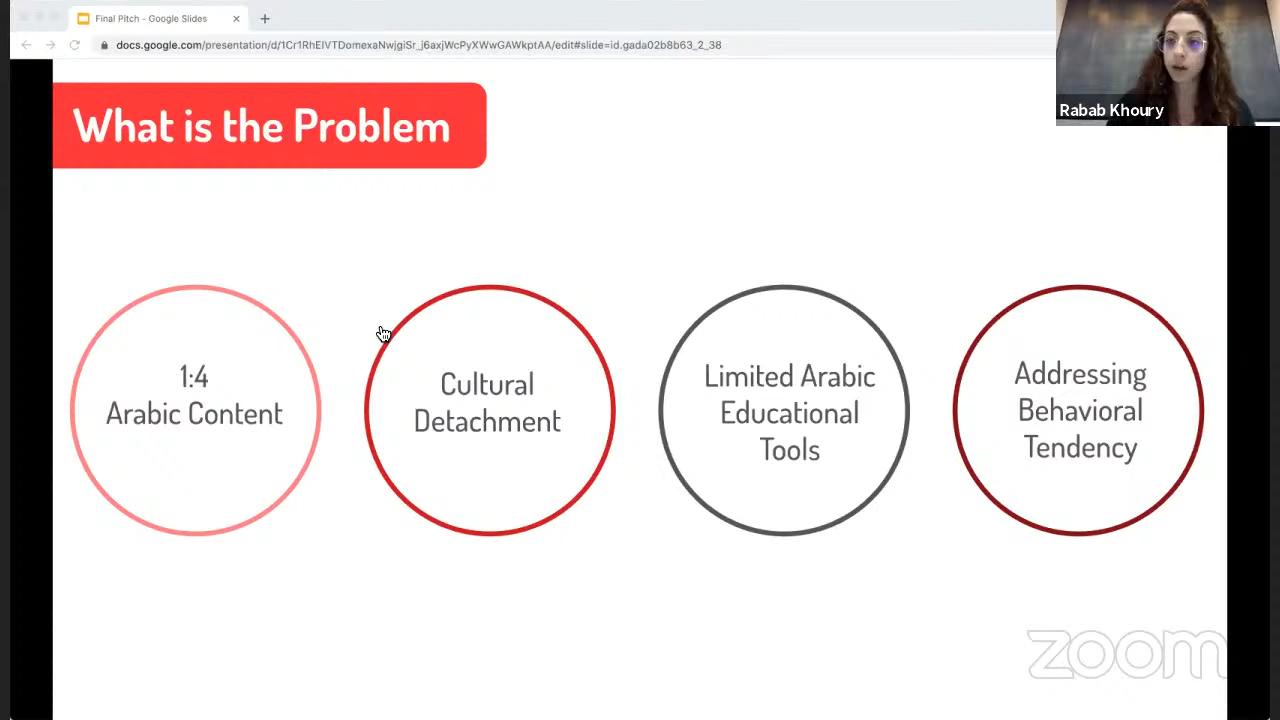 Final Pitch - Google Slides
docs.google.com/presentation/d/1Cr1RhEIVTDomexaNwjgiSr_j6axjWcPyXWwGAWkptAA/edit#slide=id.gada02b8b63_2_38
Rabab Khoury
What is the Problem
1:4
Arabic Content
Cultural
Detachment
Limited Arabic
Educational
Tools
Addressing
Behavioral
Tendency
zoom